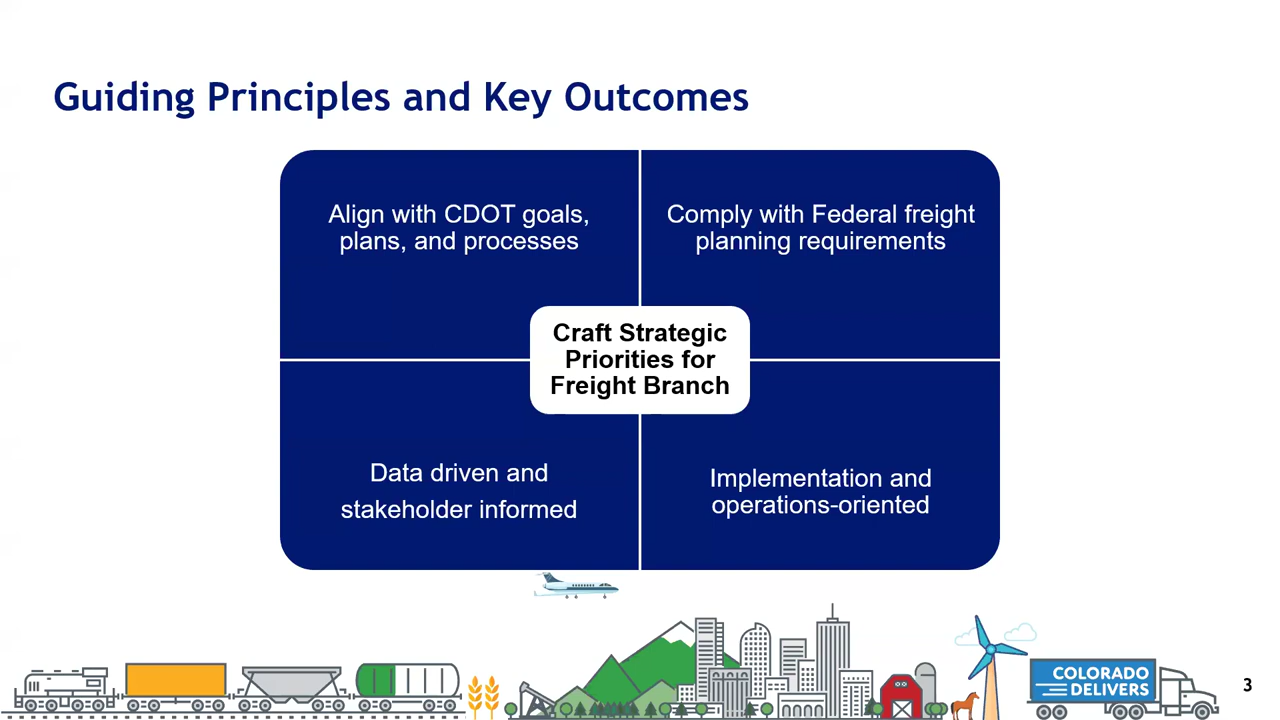 Guiding Principles and Key Outcomes
Align with CDOT goals,
plans, and processes
Comply with Federal freight
planning requirements
Craft Strategic
Priorities for
Freight Branch
Data driven and
stakeholder informed
Implementation and
operations-oriented
COLORADO
DELIVERS
3